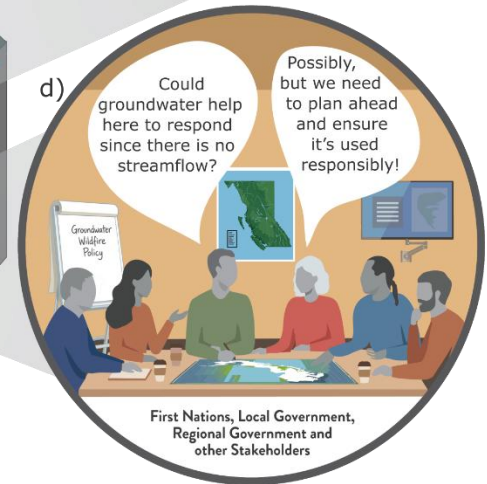 d)
Could
groundwater help
here to respond
since there is no
streamflow?
Possibly,
but we need
to plan ahead
and ensure
it's used
responsibly!
Groundwater
Wildfire
Policy
First Nations, Local Government,
Regional Government and
other Stakeholders